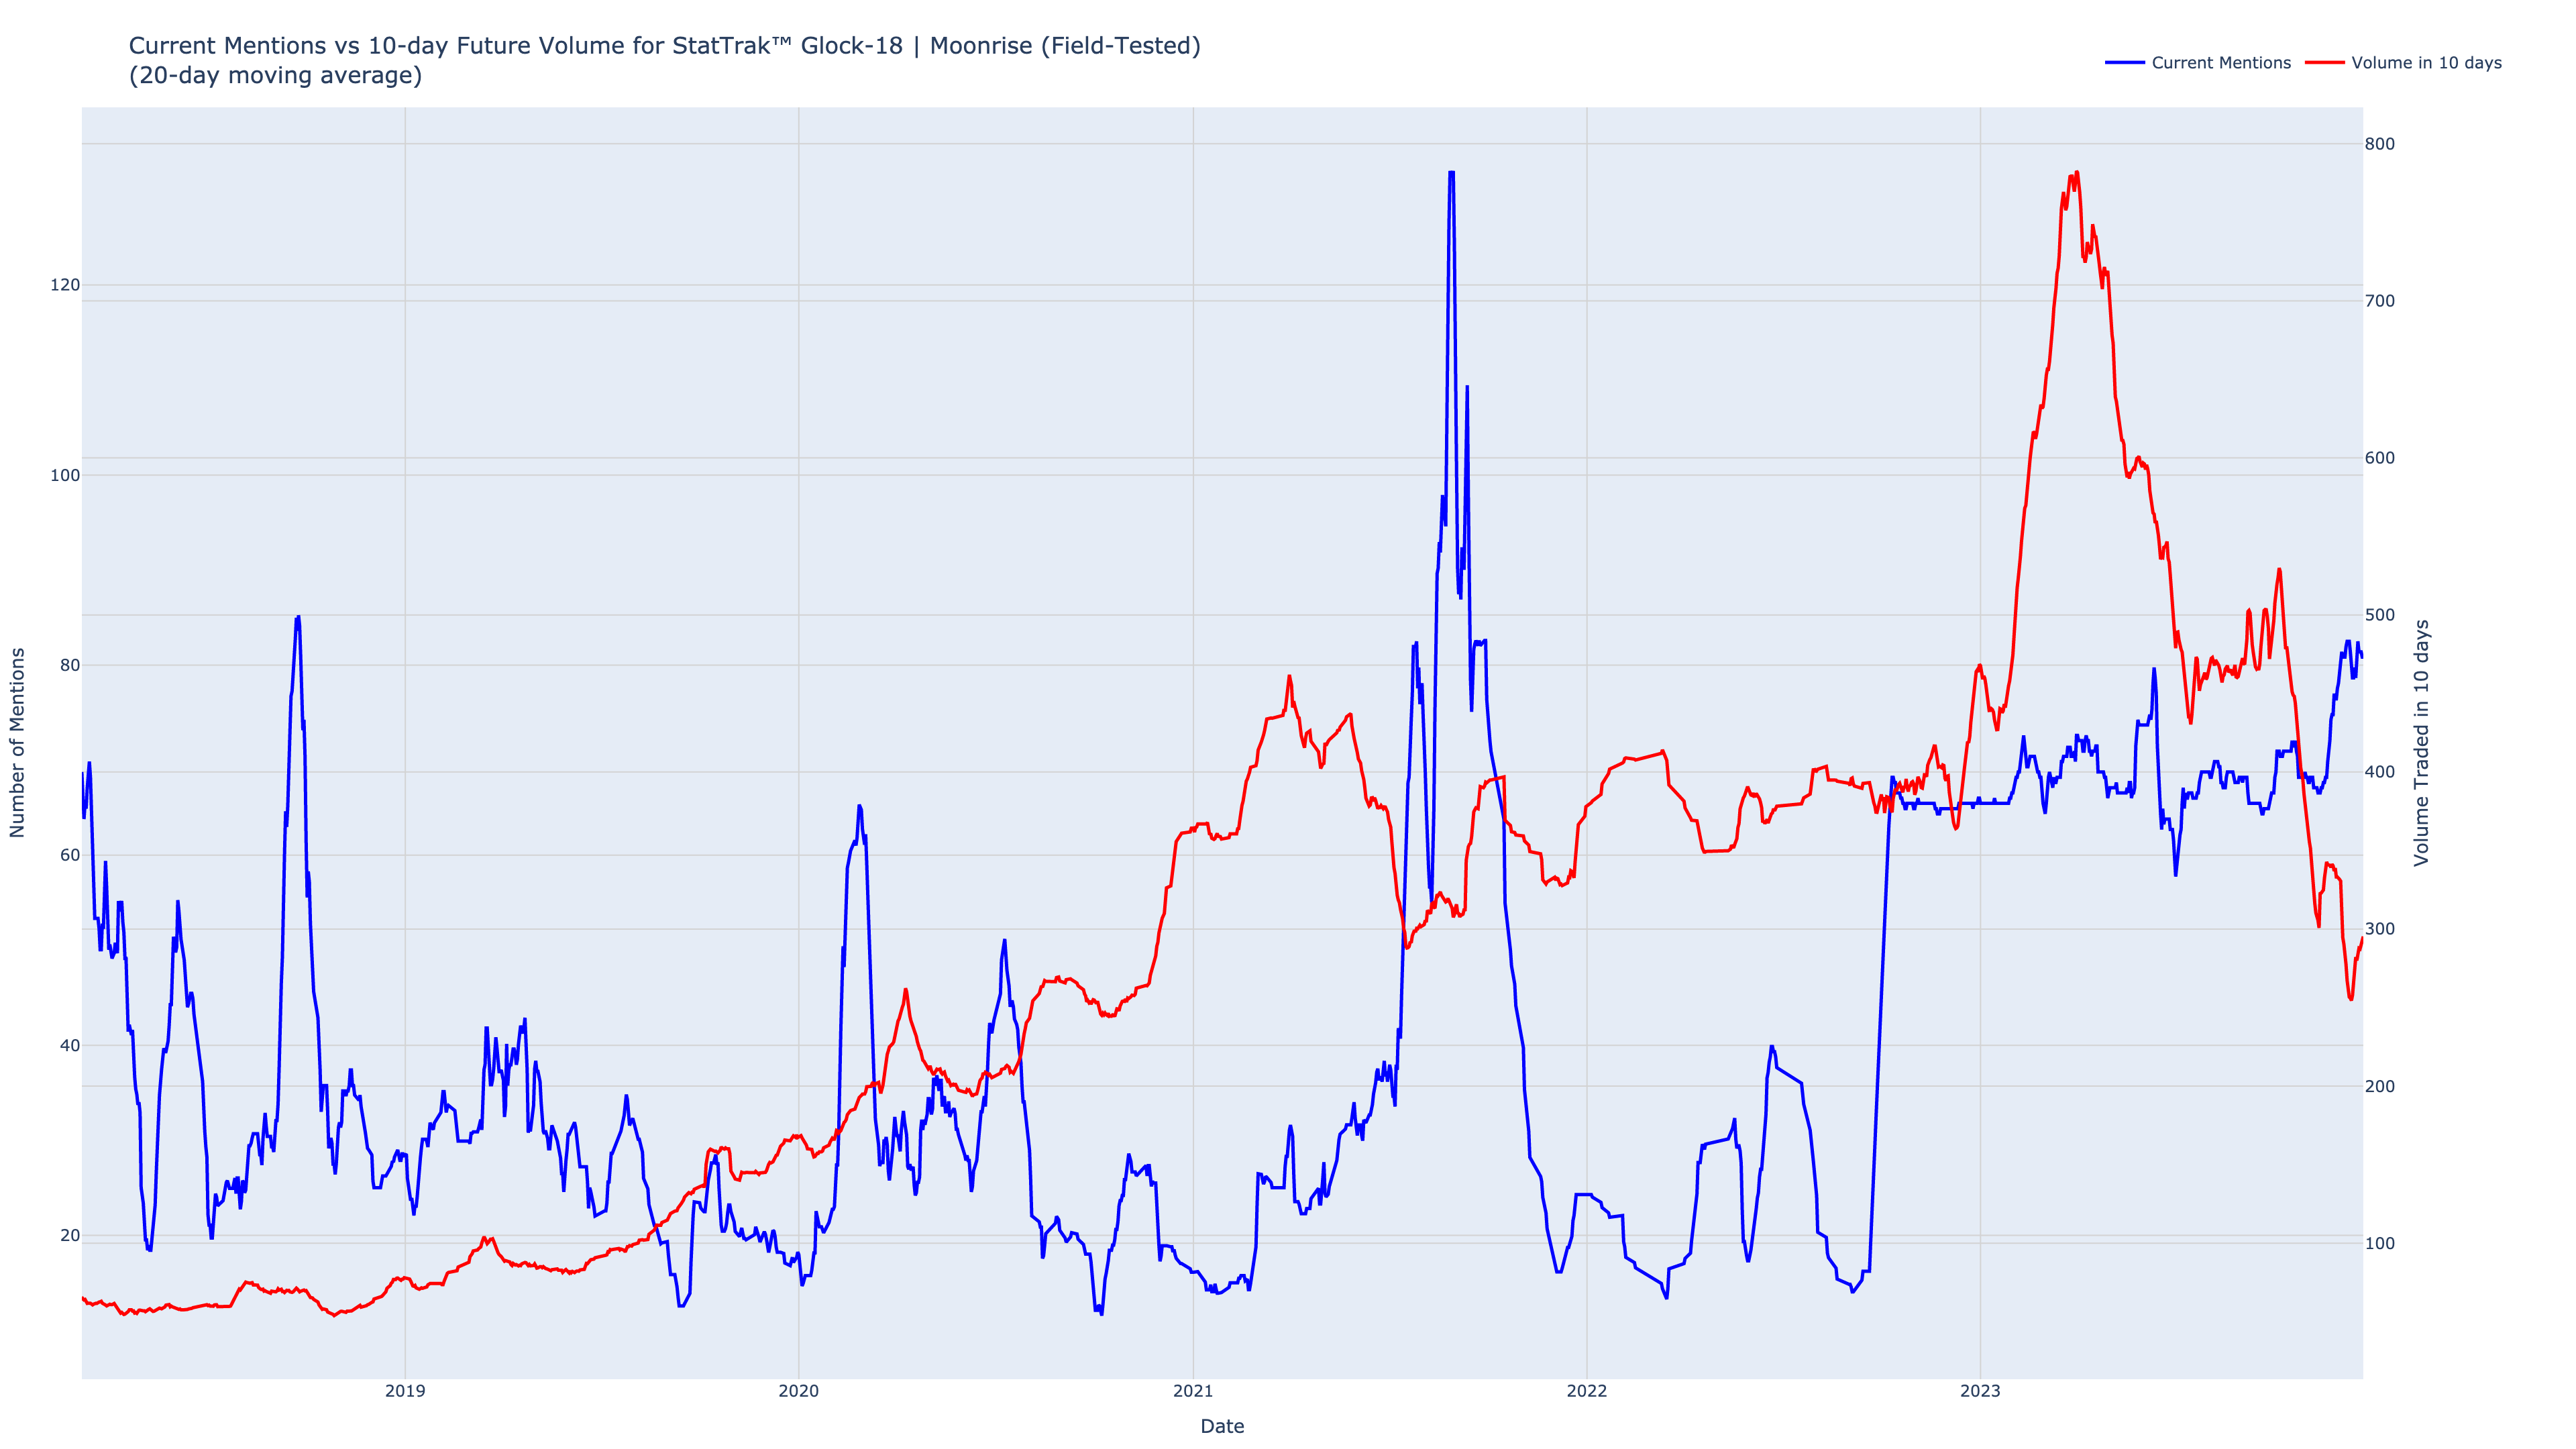 Current Mentions vs 10-day Future Volume for StatTrak™ Glock-18 | Moonrise (Field-Tested)
(20-day moving average)
Current Mentions
Volume in 10 days
Number of Mentions
120
100
80
60
40
20
800
700
600
500
400
300
200
100
Volume Traded in 10 days
2019
2020
2021
2022
2023
Date